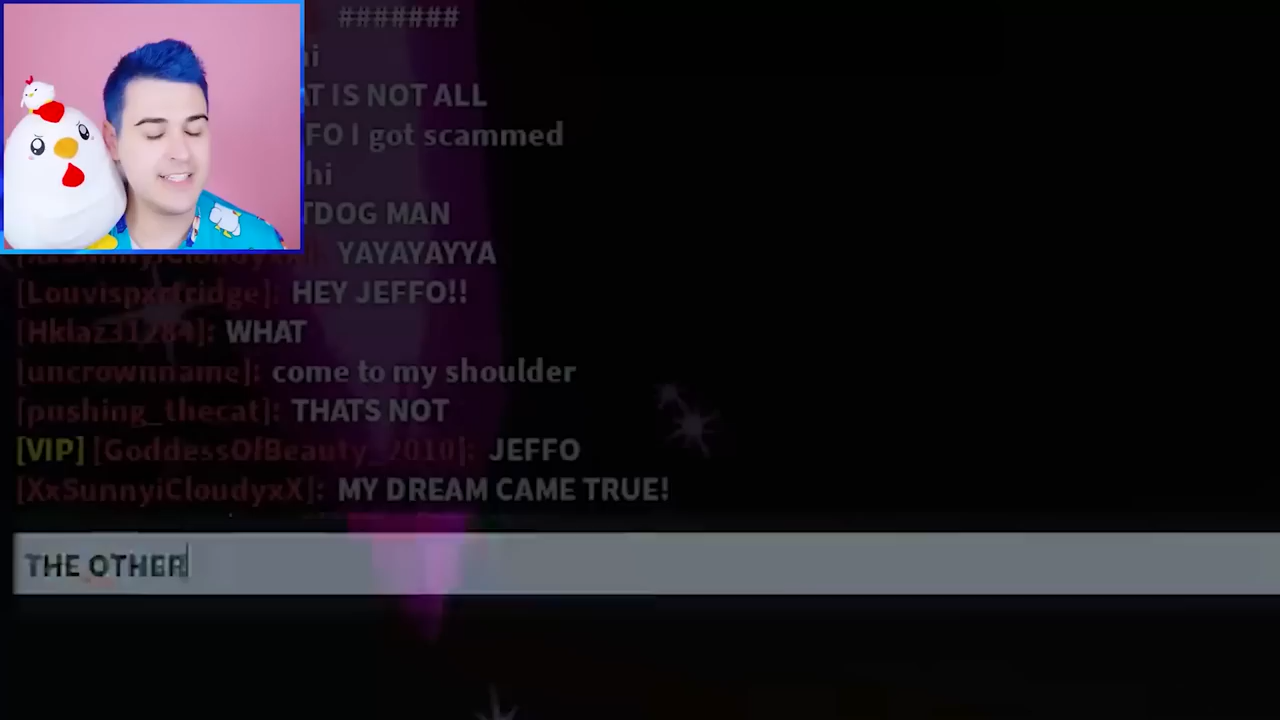 #######
hi
T IS NOT ALL
FO I got scammed
hi
TDOG MAN
YAYAYAYYA
[Louvispxrtridge]: HEY JEFFO!!
[Hklaz31284]: WHAT
[uncrownname]: come to my shoulder
[pushing_thecat]: THATS NOT
[VIP] [GoddessOfBeauty_2010]: JEFFO
[XxSunnyiCloudyxX]: MY DREAM CAME TRUE!
THE OTHER